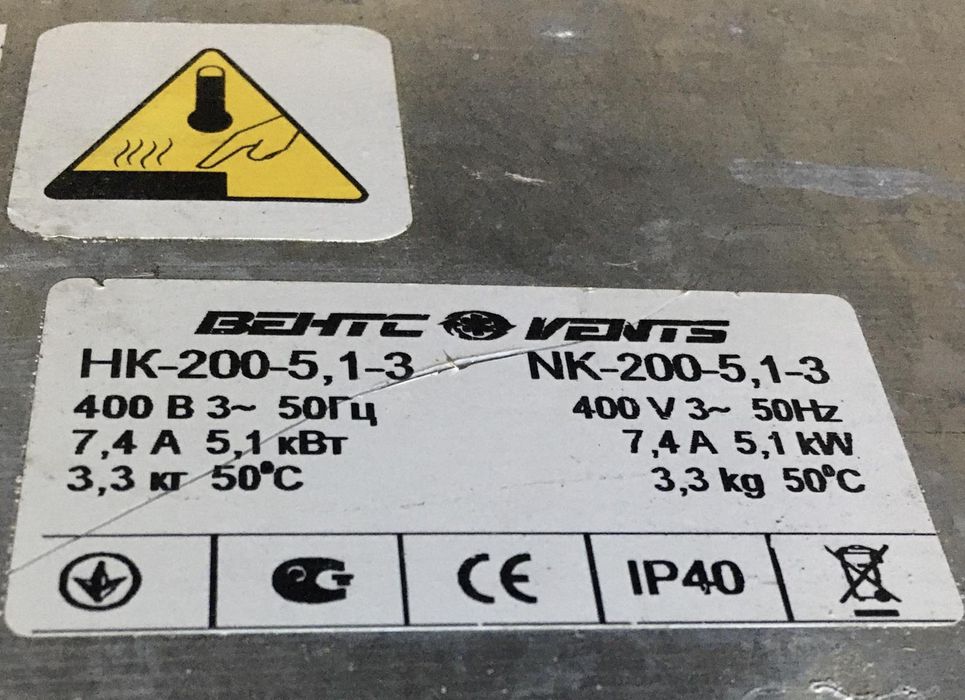 ВЕНТС VENTS
НК-200-5,1-3 NK-200-5,1-3
400 В 3~ 50Гц 400 V 3~ 50Hz
7,4 А 5,1 кВт 7,4 A 5,1 kW
3,3 кг 50°С 3,3 kg 50°C
CE IP40